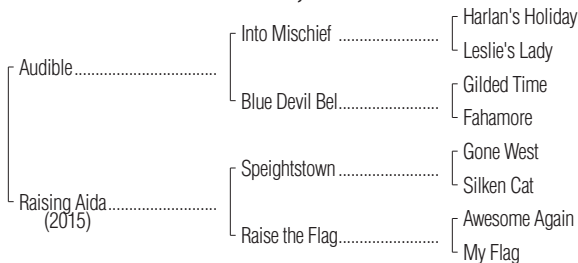 Harlan's Holiday
Into Mischief ..............................
Leslie's Lady
Audible..........................................
Gilded Time
Blue Devil Bel..............................
Fahamore
Gone West
Speightstown ..............................
Silken Cat
Raising Aida................................
(2015)
Awesome Again
Raise the Flag..............................
My Flag